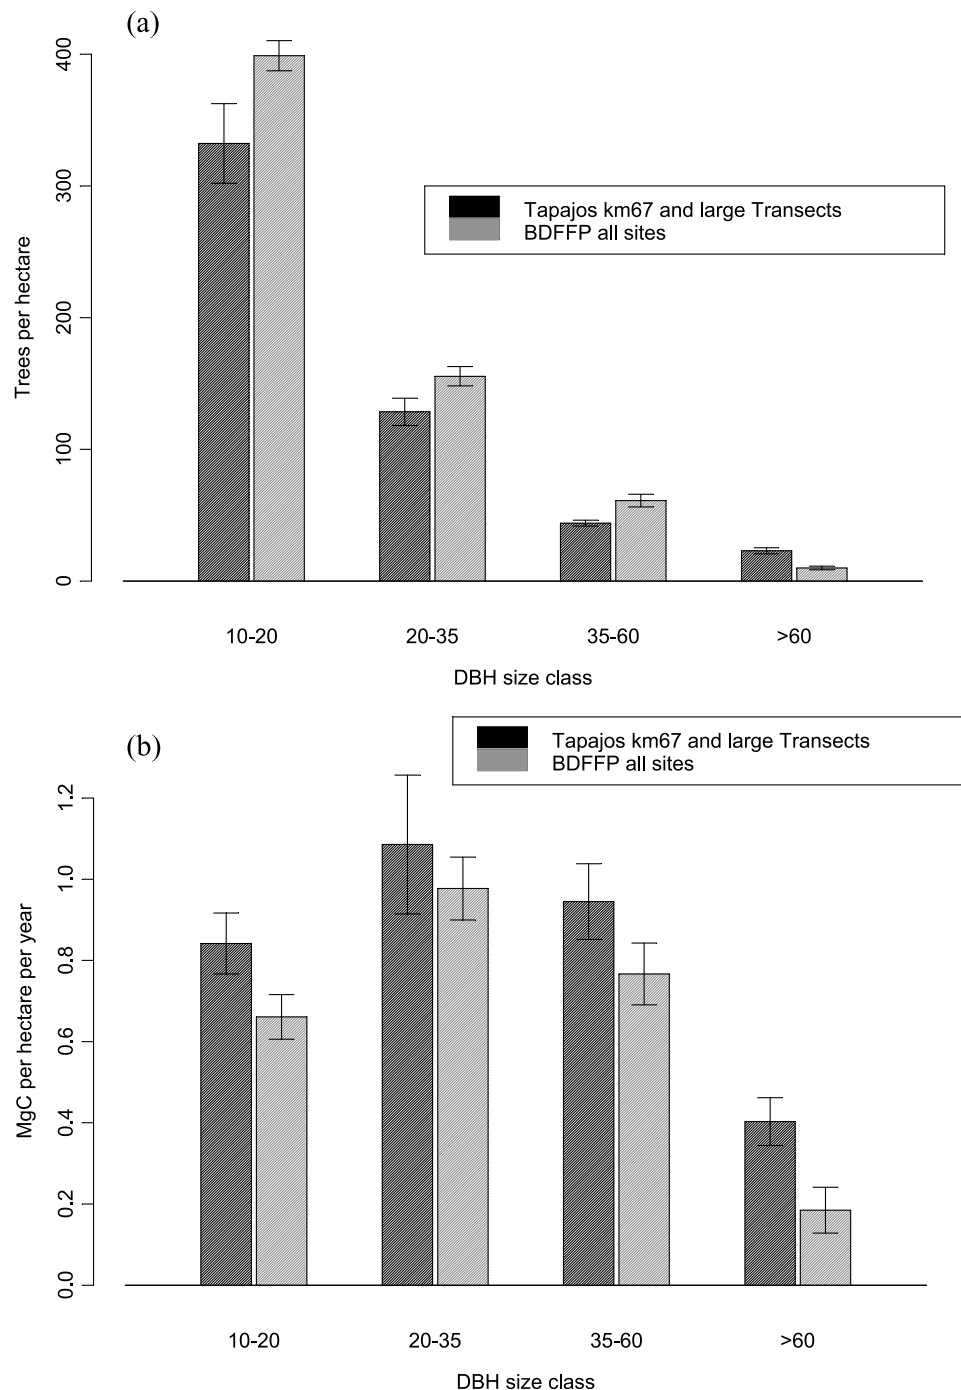 (a)
400
300
200
100
0
Trees per hectare
Tapajos km67 and large Transects
BDFFP all sites
10-20 20-35 35-60 >60
DBH size class
(b)
Tapajos km67 and large Transects
BDFFP all sites
1.2
1.0
0.8
0.6
0.4
0.2
0.0
MgC per hectare per year
10-20 20-35 35-60 >60
DBH size class